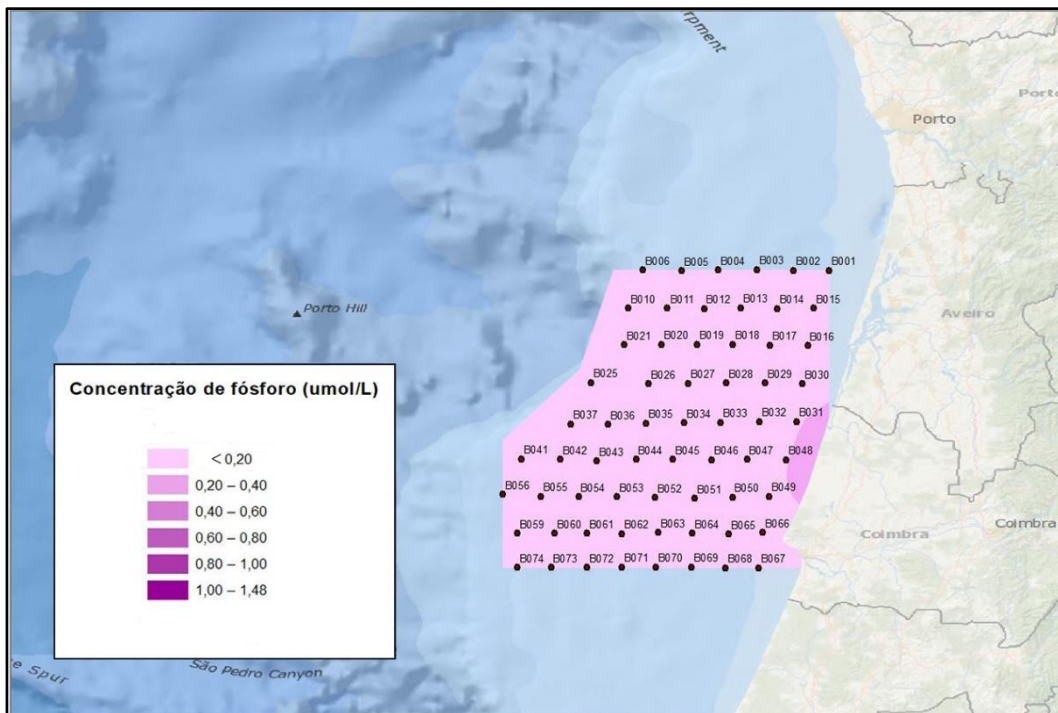 rpment
Porto
Porto
B006 B005 B004 B003 B002 B001
B010 B011 B012 B013 B014 B015
Porto Hill
Aveiro
B021 B020 B019 B018 B017 B016
B025 B026 B027 B028 B029 B030
Concentração de fósforo (umol/L)
B037 B036 B035 B034 B033 B032 B031
< 0,20
B041 B042 B043 B044 B045 B046 B047 B048
0,20 – 0,40
B056 B055 B054 B053 B052 B051 B050 B049
0,40 – 0,60
B059 B060 B061 B062 B063 B064 B065 B066
Coimbra
Coimbra
0,60 – 0,80
B074 B073 B072 B071 B070 B069 B068 B067
0,80 – 1,00
1,00 – 1,48
e Spur
São Pedro Canyon